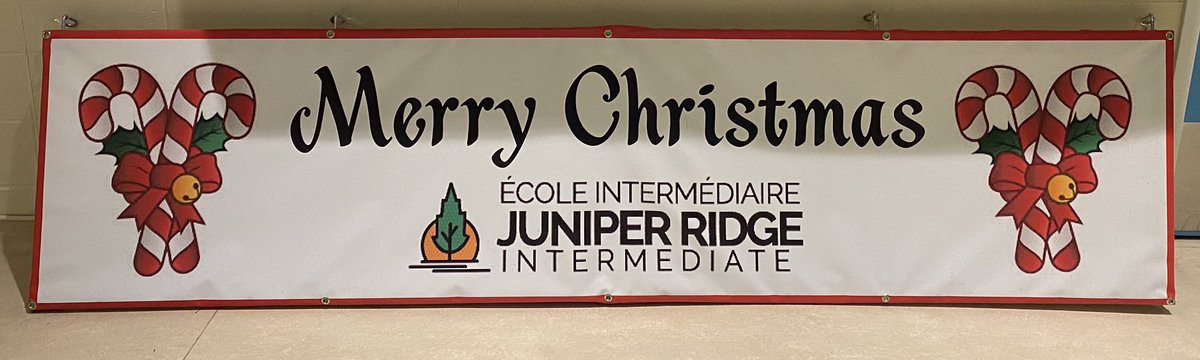 Merry Christmas
ÉCOLE INTERMÉDIAIRE
JUNIPER RIDGE
INTERMEDIATE